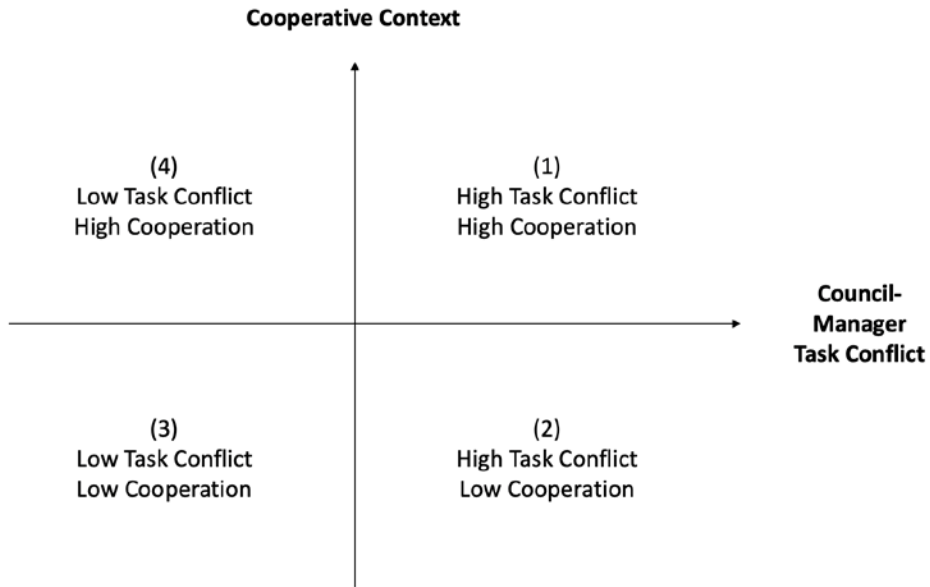 Cooperative Context
(4)
Low Task Conflict
High Cooperation
(1)
High Task Conflict
High Cooperation
Council-
Manager
Task Conflict
(3)
Low Task Conflict
Low Cooperation
(2)
High Task Conflict
Low Cooperation